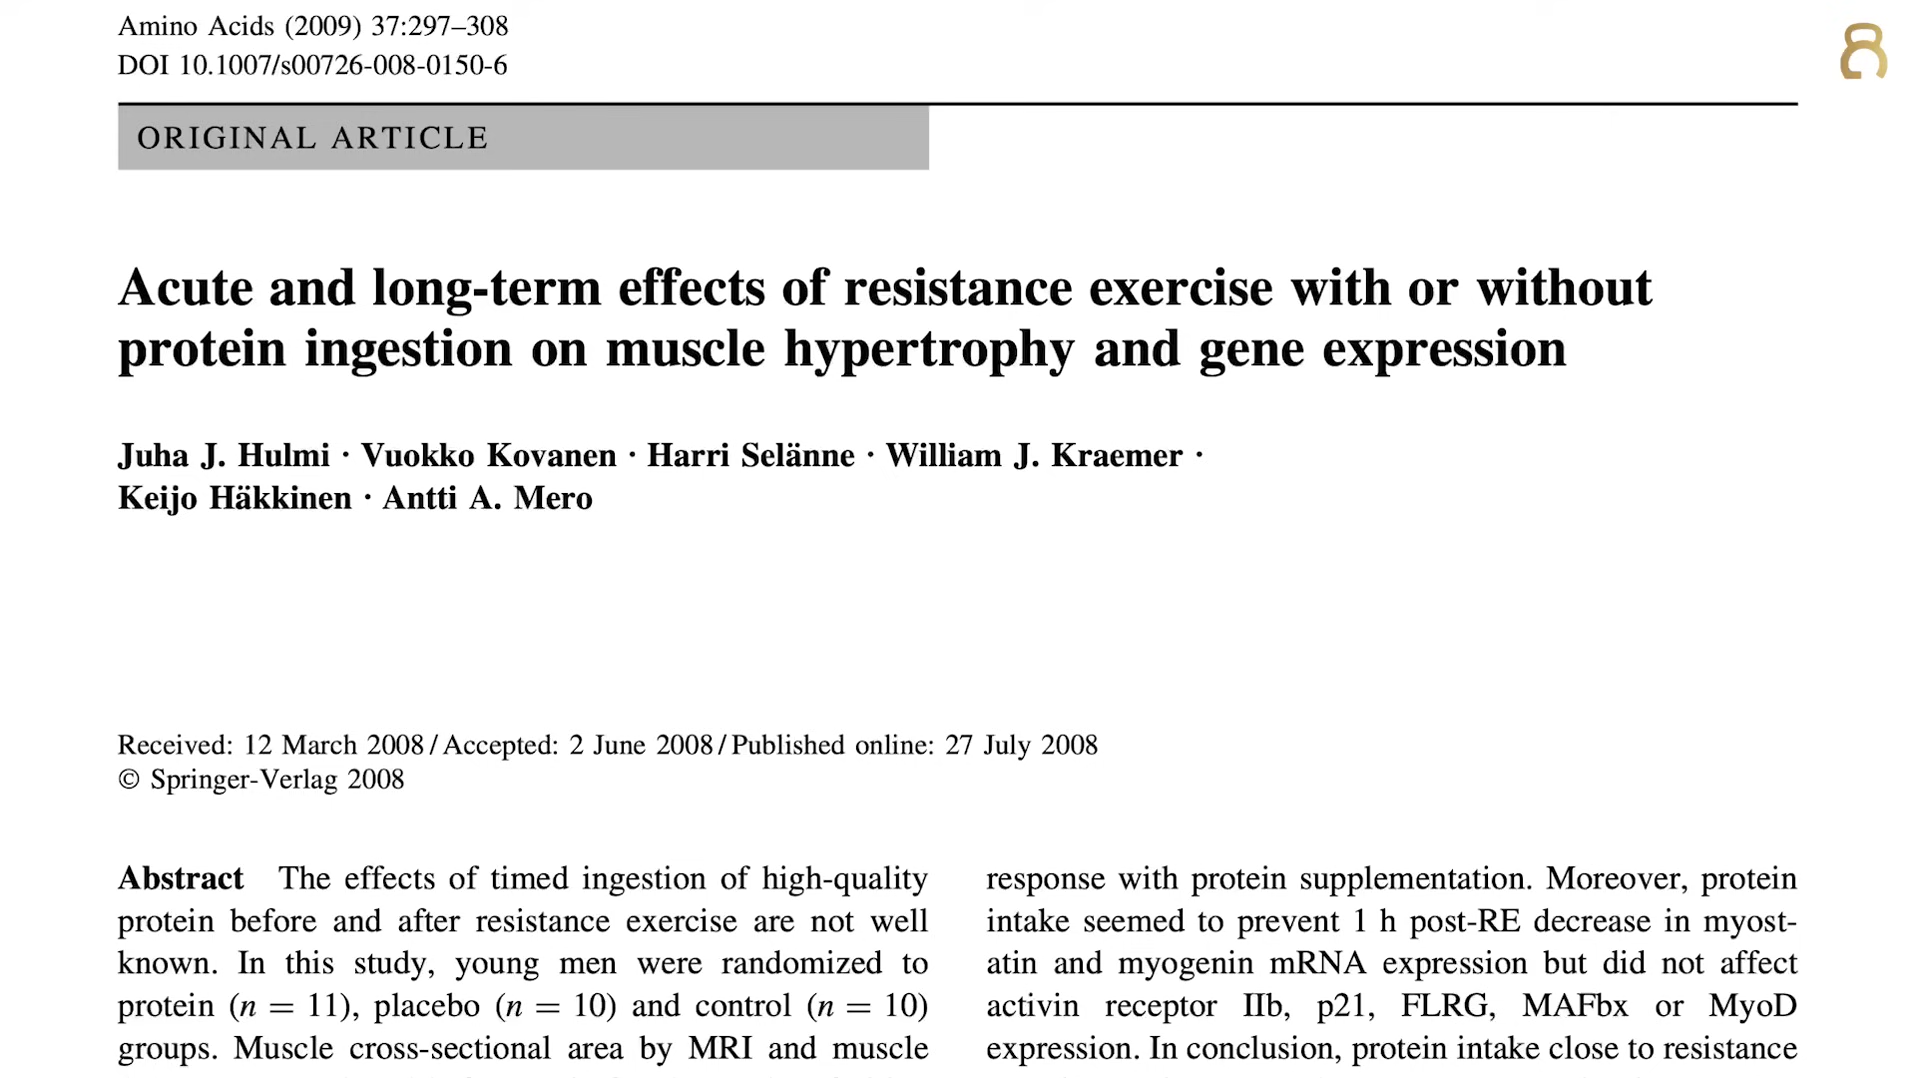 Amino Acids (2009) 37:297–308
DOI 10.1007/s00726-008-0150-6
ORIGINAL ARTICLE
Acute and long-term effects of resistance exercise with or without
protein ingestion on muscle hypertrophy and gene expression
Juha J. Hulmi · Vuokko Kovanen · Harri Selänne · William J. Kraemer ·
Keijo Häkkinen · Antti A. Mero
Received: 12 March 2008 / Accepted: 2 June 2008 / Published online: 27 July 2008
© Springer-Verlag 2008
Abstract The effects of timed ingestion of high-quality
protein before and after resistance exercise are not well
known. In this study, young men were randomized to
protein (n = 11), placebo (n = 10) and control (n = 10)
groups. Muscle cross-sectional area by MRI and muscle
response with protein supplementation. Moreover, protein
intake seemed to prevent 1 h post-RE decrease in myost-
atin and myogenin mRNA expression but did not affect
activin receptor IIb, p21, FLRG, MAFbx or MyoD
expression. In conclusion, protein intake close to resistance